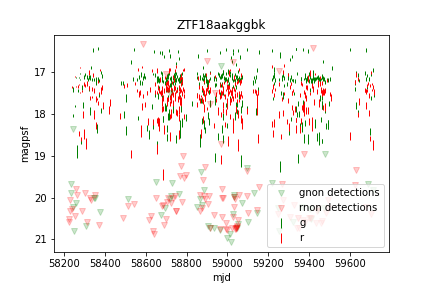 ZTF18aakggbk
magpsf
17
18
19
20
21
gnon detections
rnon detections
g
r
58200 58400 58600 58800 59000 59200 59400 59600
mjd